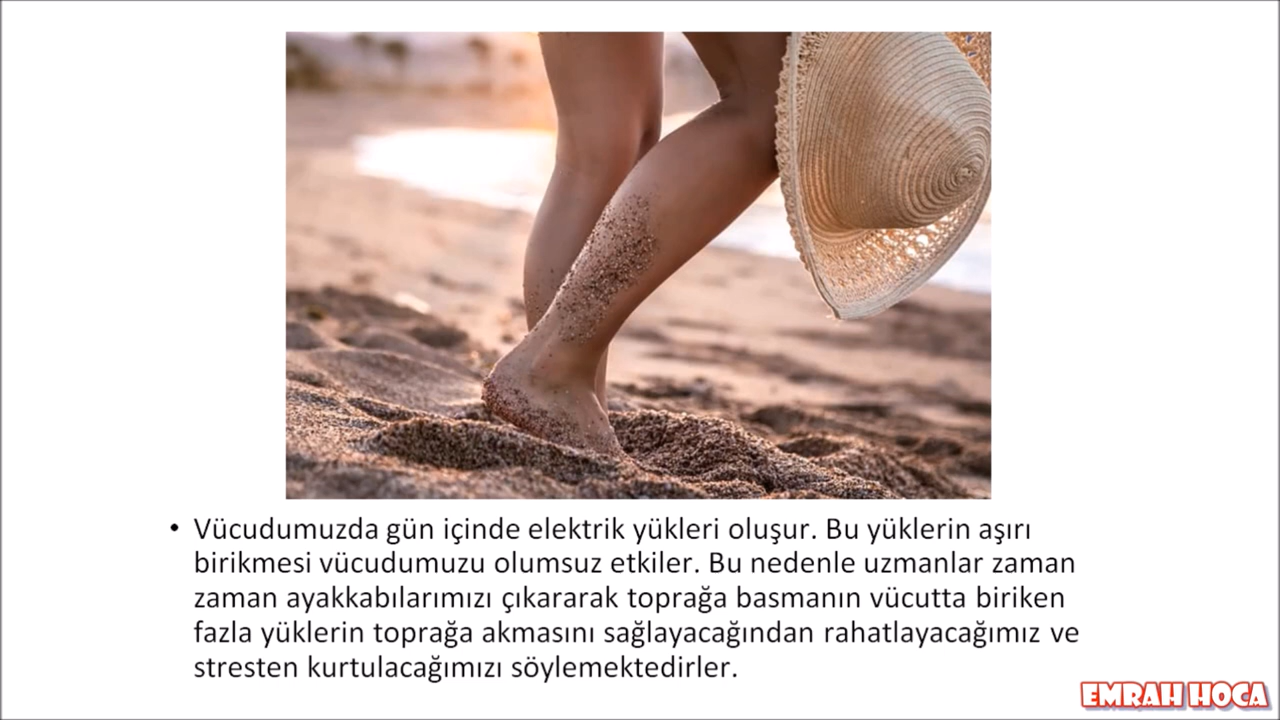 • Vücudumuzda gün içinde elektrik yükleri oluşur. Bu yüklerin aşırı
birikmesi vücudumuzu olumsuz etkiler. Bu nedenle uzmanlar zaman
zaman ayakkabılarımızı çıkararak toprağa basmanın vücutta biriken
fazla yüklerin toprağa akmasını sağlayacağından rahatlayacağımız ve
stresten kurtulacağımızı söylemektedirler.
EMRAH HOCA